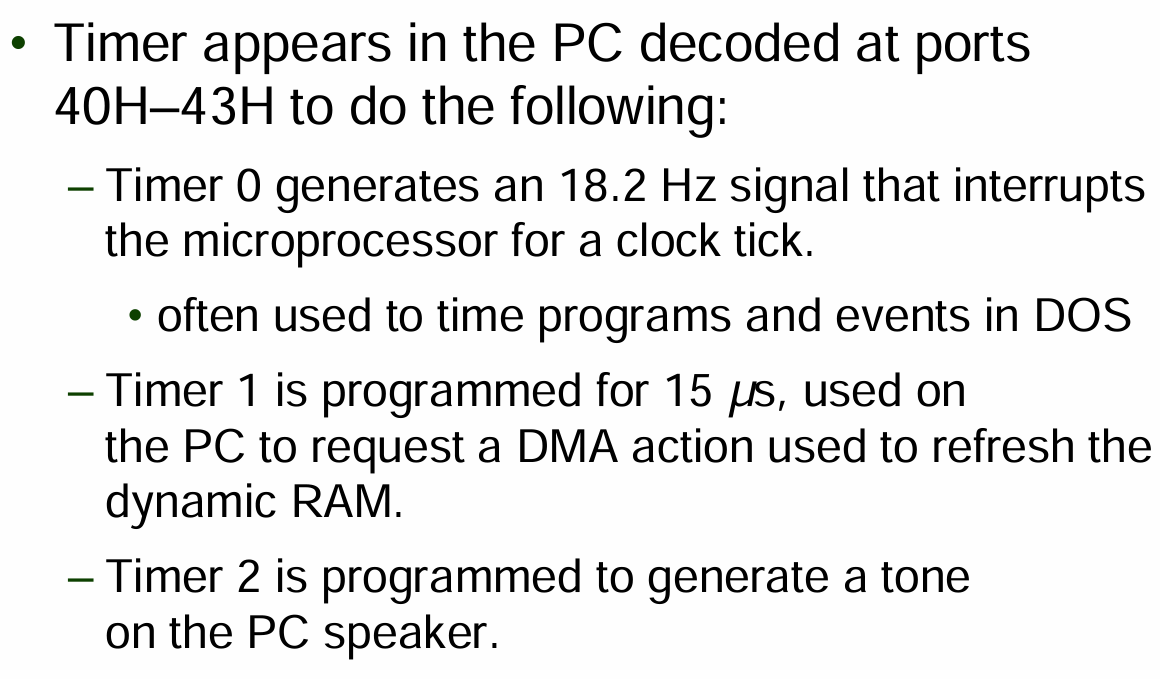 • Timer appears in the PC decoded at ports
40H–43H to do the following:
– Timer 0 generates an 18.2 Hz signal that interrupts
the microprocessor for a clock tick.
• often used to time programs and events in DOS
– Timer 1 is programmed for 15 μs, used on
the PC to request a DMA action used to refresh the
dynamic RAM.
– Timer 2 is programmed to generate a tone
on the PC speaker.